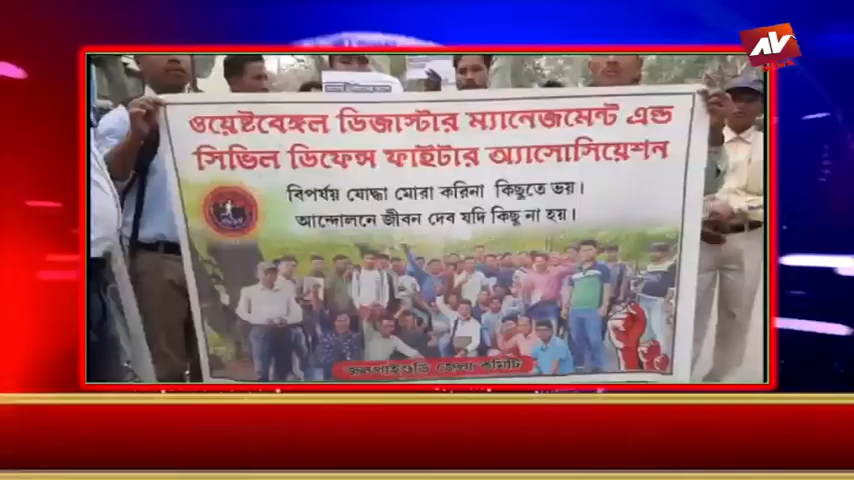 AV
NEWS
ওয়েষ্টবেঙ্গল ডিজাস্টার ম্যানেজমেন্ট এন্ড
সিভিল ডিফেন্স ফাইটার অ্যাসোসিয়েশন
বিপর্যয় যোদ্ধা মোরা করিনা কিছুতে ভয়।
আন্দোলনে জীবন দেব যদি কিছু না হয়।
জলপাইগুড়ি জেলা কমিটি